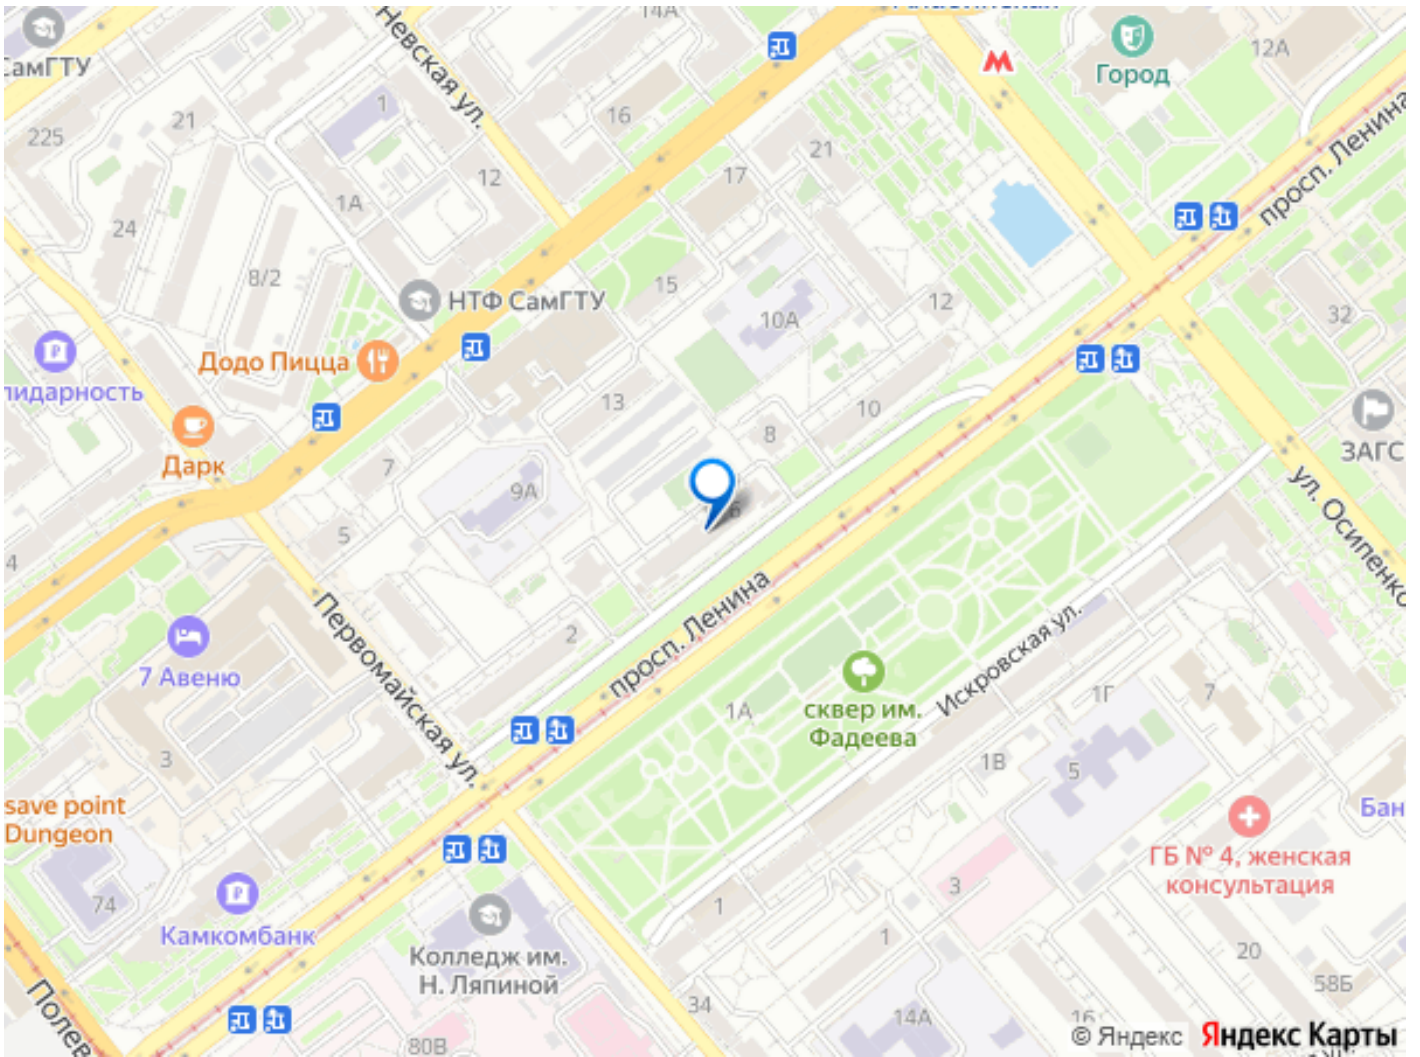 14А
СамГТУ
Невская ул.
Город
12А
просп. Ленина
225
21
1
16
12
17
21
1А
24
8/2
НТФ СамГТУ
15
10А
12
32
Додо Пицца
13
10
8
Дарк
7
9А
6
5
4
ЗАГС
ул. Осипенко
Первомайская ул.
2
просп. Ленина
7 Авеню
1А
сквер им.
Фадеева
Искровская ул.
1Г
7
3
1В
5
save point
Dungeon
ГБ № 4, женская
консультация
74
Камкомбанк
Колледж им.
Н. Ляпиной
1
3
1
20
58Б
34
14А
16
80В
© Яндекс Яндекс Карты